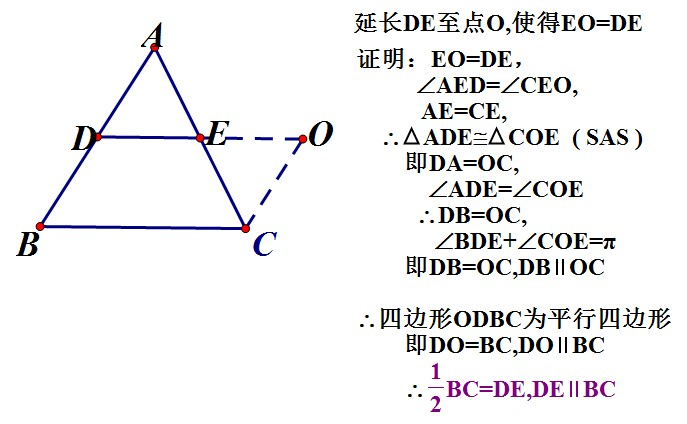 延长DE至点O,使得EO=DE
证明：EO=DE，
∠AED=∠CEO,
AE=CE,
∴△ADE≅△COE（SAS）
即DA=OC,
∠ADE=∠COE
∴DB=OC,
∠BDE+∠COE=π
即DB=OC,DB∥OC
∴四边形ODBC为平行四边形
即DO=BC,DO∥BC
∴1/2BC=DE,DE∥BC
A
D
E
O
B
C